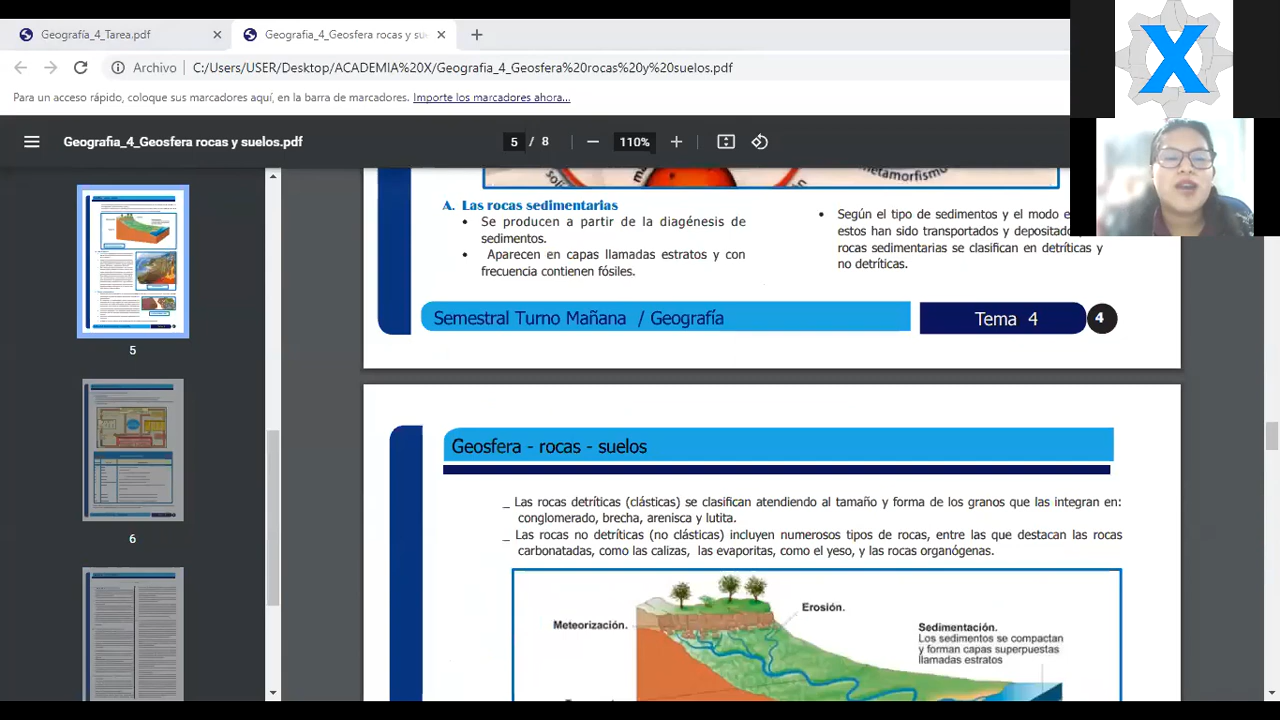 Geografía_4_Tarea.pdf
Geografia_4_Geosfera rocas y su
Archivo
C:/Users/USER/Desktop/ACADEMIA%20X/Geografia_4_Geosfera%20rocas%20y%20suelos.pdf
Para un acceso rápido, coloque sus marcadores aquí, en la barra de marcadores. Importe los marcadores ahora...
Geografia_4_Geosfera rocas y suelos.pdf
5 / 8
110%
X
metamorfismo
A. Las rocas sedimentarias
• Se producen a partir de la diagénesis de
sedimentos.
• Aparecen en capas llamadas estratos y con
frecuencia contienen fósiles.
• Según el tipo de sedimentos y el modo e
estos han sido transportados y depositado
rocas sedimentarias se clasifican en detríticas y
no detríticas.
Semestral Turno Mañana / Geografía
Tema 4
4
5
6
Geosfera - rocas - suelos
_ Las rocas detríticas (clásticas) se clasifican atendiendo al tamaño y forma de los granos que las integran en:
conglomerado, brecha, arenisca y lutita.
_ Las rocas no detríticas (no clásticas) incluyen numerosos tipos de rocas, entre las que destacan las rocas
carbonatadas, como las calizas, las evaporitas, como el yeso, y las rocas organógenas.
Meteorización.
Erosión.
Sedimentación.
Los sedimentos se compactan
y forman capas superpuestas
llamadas estratos